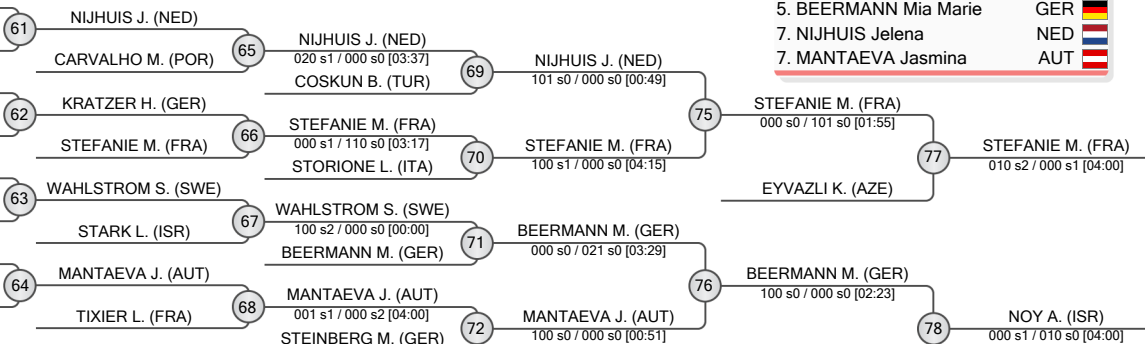 61
NIJHUIS J. (NED)
CARVALHO M. (POR)
62
KRATZER H. (GER)
STEFANIE M. (FRA)
63
WAHLSTROM S. (SWE)
STARK L. (ISR)
64
MANTAEVA J. (AUT)
TIXIER L. (FRA)
65
NIJHUIS J. (NED)
020 s1 / 000 s0 [03:37]
COSKUN B. (TUR)
66
STEFANIE M. (FRA)
000 s1 / 110 s0 [03:17]
STORIONE L. (ITA)
67
WAHLSTROM S. (SWE)
100 s2 / 000 s0 [00:00]
BEERMANN M. (GER)
68
MANTAEVA J. (AUT)
001 s1 / 000 s2 [04:00]
STEINBERG M. (GER)
69
NIJHUIS J. (NED)
101 s0 / 000 s0 [00:49]
70
STEFANIE M. (FRA)
100 s1 / 000 s0 [04:15]
71
BEERMANN M. (GER)
000 s0 / 021 s0 [03:29]
72
MANTAEVA J. (AUT)
100 s0 / 000 s0 [00:51]
75
STEFANIE M. (FRA)
000 s0 / 101 s0 [01:55]
EYVAZLI K. (AZE)
76
BEERMANN M. (GER)
100 s0 / 000 s0 [02:23]
77
STEFANIE M. (FRA)
010 s2 / 000 s1 [04:00]
78
NOY A. (ISR)
000 s1 / 010 s0 [04:00]
5. BEERMANN Mia Marie GER
7. NIJHUIS Jelena NED
7. MANTAEVA Jasmina AUT